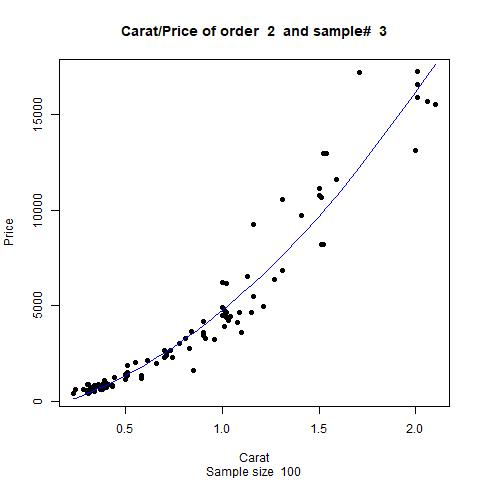 Carat/Price of order 2 and sample# 3
Price
15000
10000
5000
0
0.5 1.0 1.5 2.0
Carat
Sample size 100